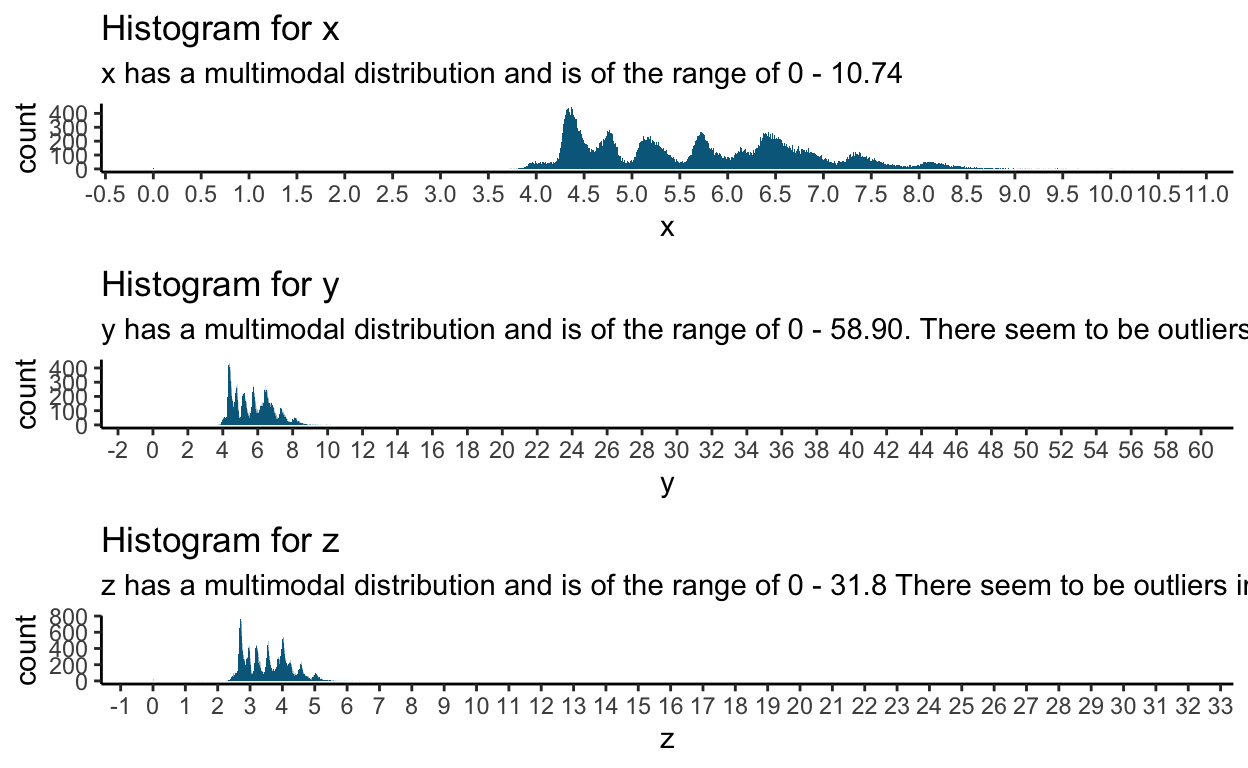 Histogram for x
x has a multimodal distribution and is of the range of 0 - 10.74
count
400
300
200
100
0
-0.5 0.0 0.5 1.0 1.5 2.0 2.5 3.0 3.5 4.0 4.5 5.0 5.5 6.0 6.5 7.0 7.5 8.0 8.5 9.0 9.5 10.0 10.5 11.0
x
Histogram for y
y has a multimodal distribution and is of the range of 0 - 58.90. There seem to be outliers
count
400
300
200
100
0
-2 0 2 4 6 8 10 12 14 16 18 20 22 24 26 28 30 32 34 36 38 40 42 44 46 48 50 52 54 56 58 60
y
Histogram for z
z has a multimodal distribution and is of the range of 0 - 31.8 There seem to be outliers in
count
800
600
400
200
0
-1 0 1 2 3 4 5 6 7 8 9 10 11 12 13 14 15 16 17 18 19 20 21 22 23 24 25 26 27 28 29 30 31 32 33
z